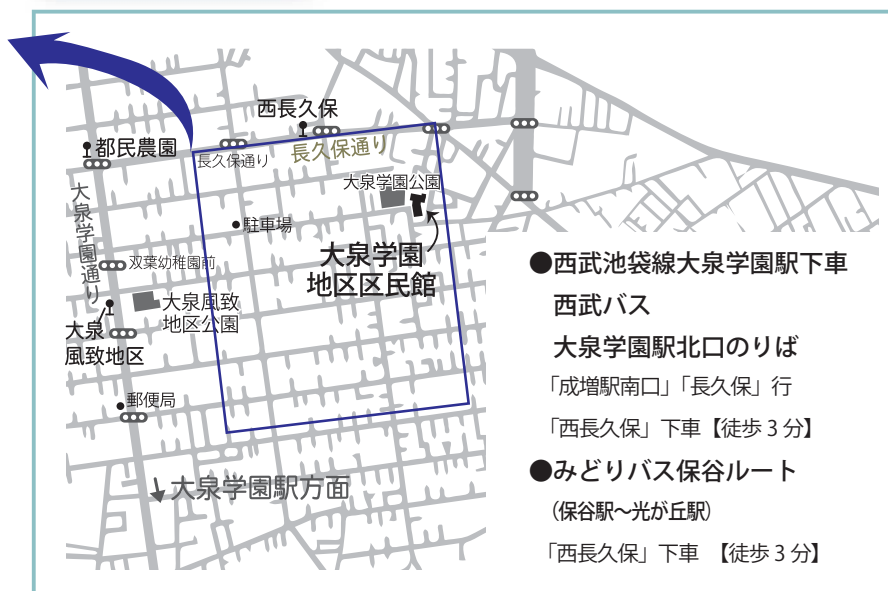 西長久保
都民農園
長久保通り
長久保通り
大泉学園公園
大泉学園通り
駐車場
大泉学園
地区区民館
双葉幼稚園前
大泉風致
地区公園
大泉
風致地区
郵便局
大泉学園駅方面
●西武池袋線大泉学園駅下車
西武バス
大泉学園駅北口のりば
「成増駅南口」「長久保」行
「西長久保」下車【徒歩 3 分】
●みどりバス保谷ルート
（保谷駅～光が丘駅）
「西長久保」下車 【徒歩 3 分】